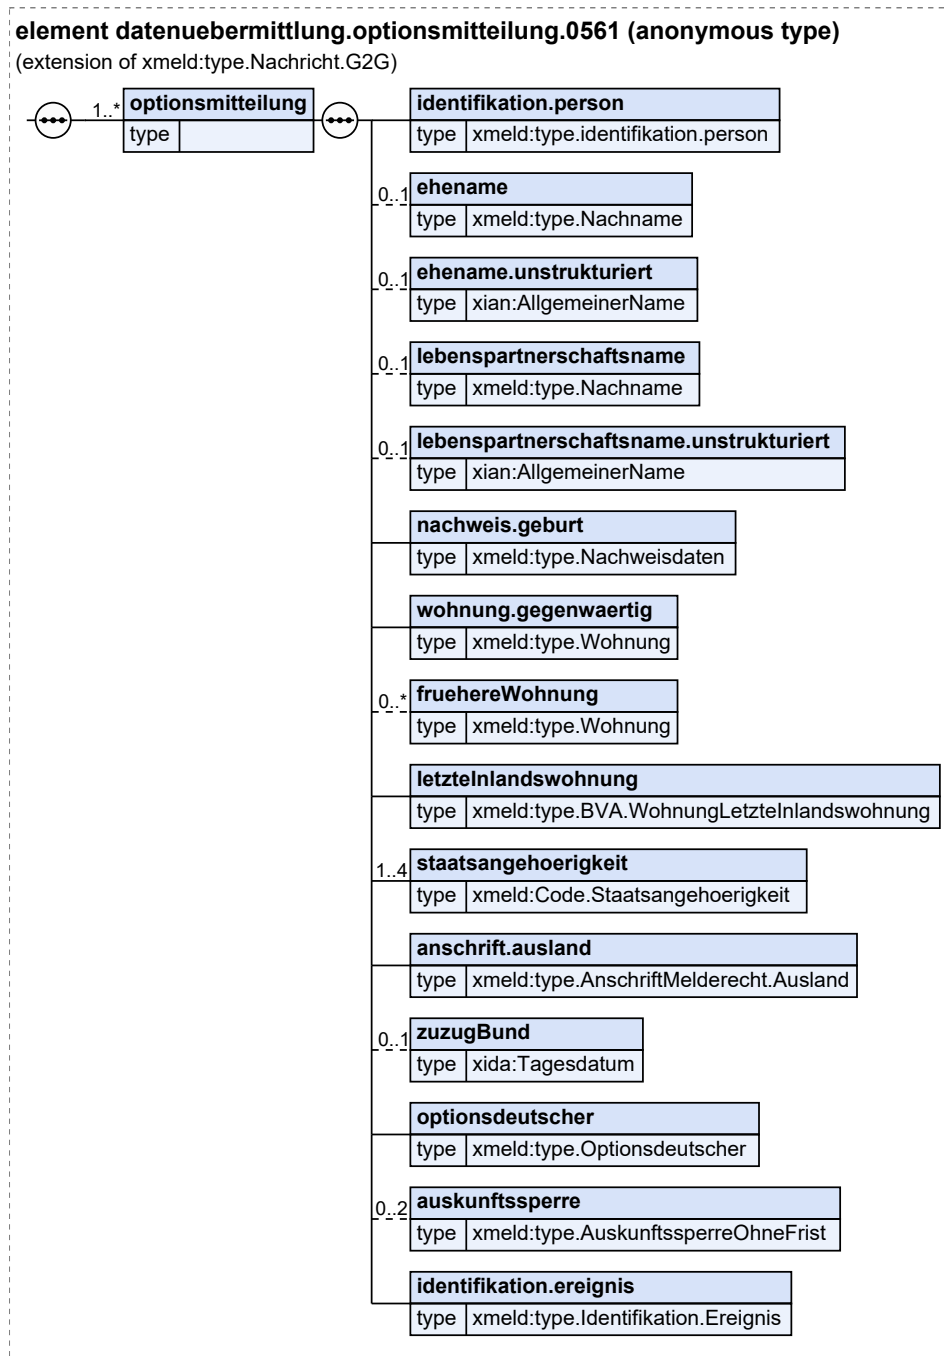 element datenuebermittlung.optionsmitteilung.0561 (anonymous type)
(extension of xmeld:type.Nachricht.G2G)
1..* optionsmitteilung
type
identifikation.person
type xmeld:type.identifikation.person
0..1 ehename
type xmeld:type.Nachname
0..1 ehename.unstrukturiert
type xian:AllgemeinerName
0..1 lebenspartnerschaftsname
type xmeld:type.Nachname
0..1 lebenspartnerschaftsname.unstrukturiert
type xian:AllgemeinerName
nachweis.geburt
type xmeld:type.Nachweisdaten
wohnung.gegenwaertig
type xmeld:type.Wohnung
0..* fruehereWohnung
type xmeld:type.Wohnung
letzteInlandswohnung
type xmeld:type.BVA.WohnungLetzteInlandswohnung
1..4 staatsangehoerigkeit
type xmeld:Code.Staatsangehoerigkeit
anschrift.ausland
type xmeld:type.AnschriftMelderecht.Ausland
0..1 zuzugBund
type xida:Tagesdatum
optionsdeutscher
type xmeld:type.Optionsdeutscher
0..2 auskunftssperre
type xmeld:type.AuskunftssperreOhneFrist
identifikation.ereignis
type xmeld:type.Identifikation.Ereignis